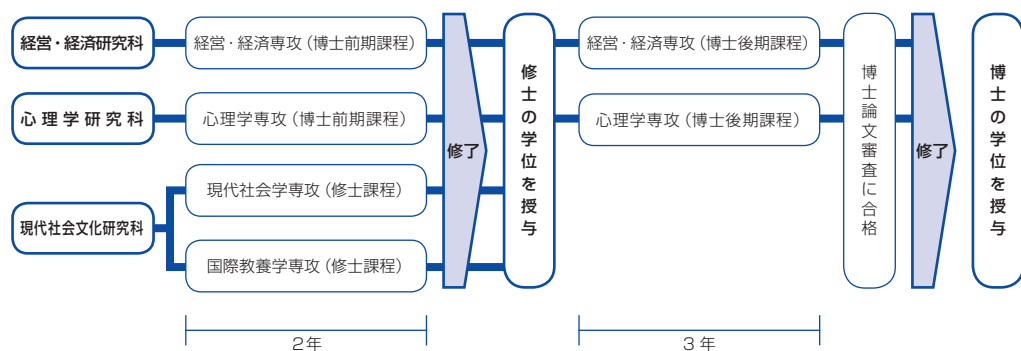 経営・経済研究科
経営・経済専攻（博士前期課程）
経営・経済専攻（博士後期課程）
心理学研究科
心理学専攻（博士前期課程）
心理学専攻（博士後期課程）
現代社会文化研究科
現代社会学専攻（修士課程）
国際教養学専攻（修士課程）
修了
修士の学位を授与
博士論文審査に合格
修了
博士の学位を授与
2年
3年